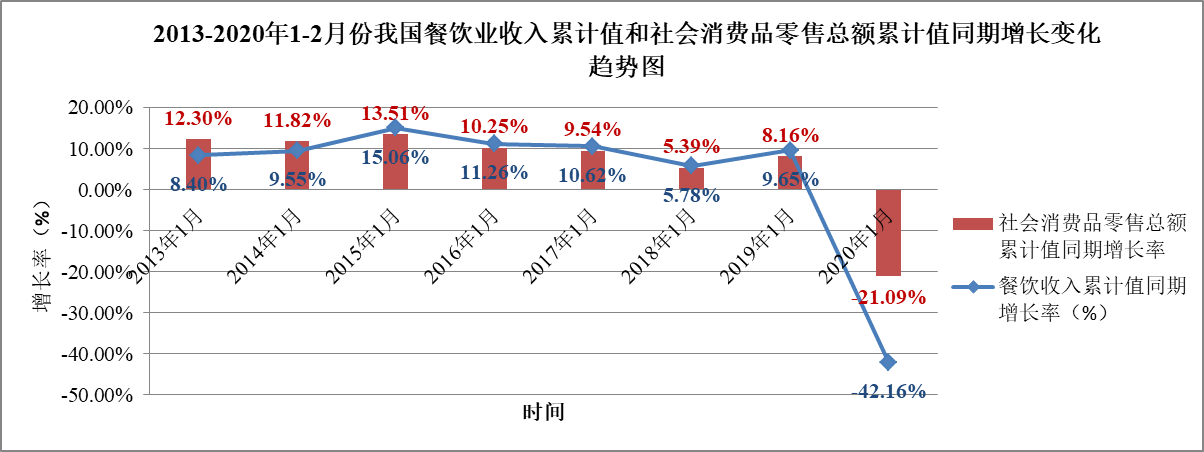 2013-2020年1-2月份我国餐饮业收入累计值和社会消费品零售总额累计值同期增长变化
趋势图
20.00%
10.00%
0.00%
-10.00%
-20.00%
-30.00%
-40.00%
-50.00%
增长率（%）
12.30%
11.82%
13.51%
10.25%
9.54%
5.39%
8.16%
-21.09%
8.40%
9.55%
15.06%
11.26%
10.62%
5.78%
9.65%
-42.16%
2013年1月
2014年1月
2015年1月
2016年1月
2017年1月
2018年1月
2019年1月
2020年1月
时间
社会消费品零售总额
累计值同期增长率
餐饮收入累计值同期
增长率（%）